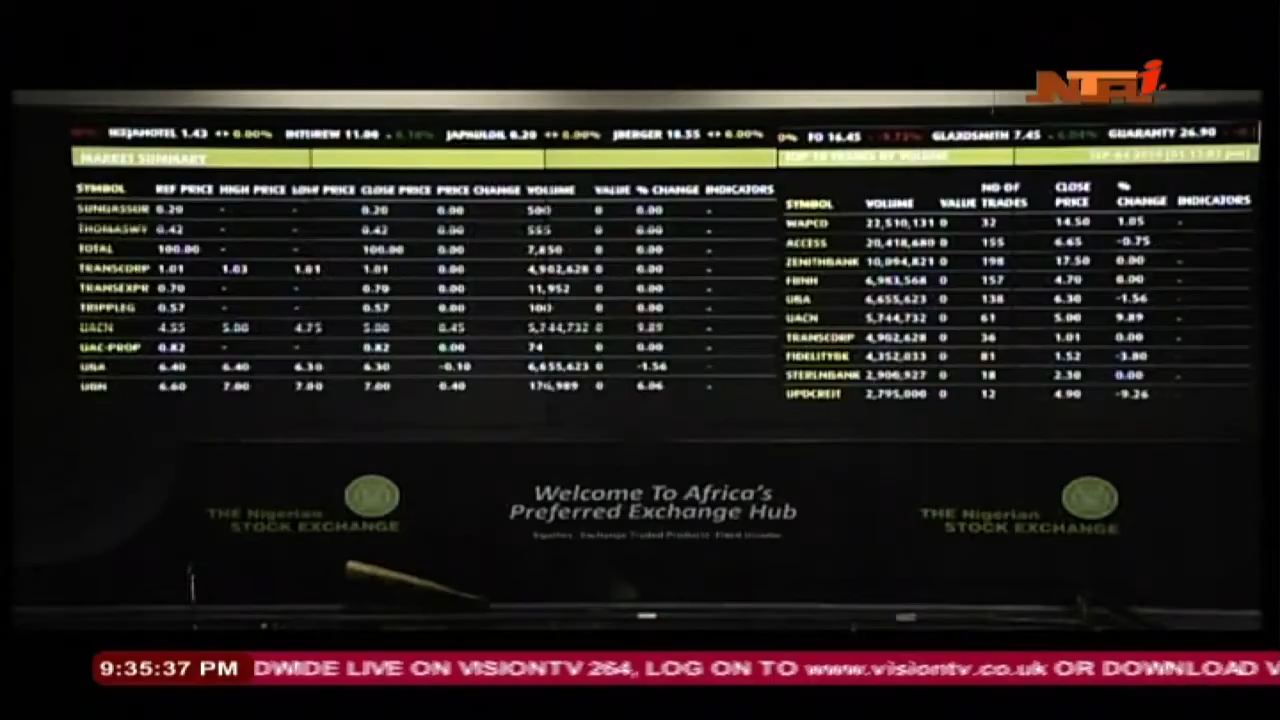 NTAi
IKEJAHOTEL 1.43 0.00% INTBREW 11.00 JAPAULOIL 0.20 0.00% JBERGER 18.55 0.00% FO 16.45 -9.72% GLAXOSMITH 7.45 GUARANTY 26.90
MARKET SUMMARY
TOP 10 TRADES BY VOLUME
SYMBOL REF PRICE HIGH PRICE LOW PRICE CLOSE PRICE PRICE CHANGE VOLUME VALUE % CHANGE INDICATORS
SUNUASSUR 0.20 - - 0.20 0.00 500 0 0.00 -
THOMASWY 0.42 - - 0.42 0.00 555 0 0.00 -
TOTAL 100.00 - - 100.00 0.00 7,850 0 0.00 -
TRANSCORP 1.01 1.03 1.01 1.01 0.00 4,902,628 0 0.00 -
TRANSEXPR 0.70 - - 0.70 0.00 11,952 0 0.00 -
TRIPPLEG 0.57 - - 0.57 0.00 100 0 0.00 -
UACN 4.55 5.00 4.75 5.00 0.45 5,744,732 0 9.89 -
UAC-PROP 0.82 - - 0.82 0.00 74 0 0.00 -
UBA 6.40 6.40 6.30 6.30 -0.10 6,655,623 0 -1.56 -
UBN 6.60 7.00 7.00 7.00 0.40 0 6.06 -
SYMBOL VOLUME VALUE NO OF TRADES CLOSE PRICE % CHANGE INDICATORS
WAPCO 22,510,131 0 32 14.50 1.05 -
ACCESS 20,418,680 0 155 6.65 -0.75 -
ZENITHBANK 10,094,821 0 198 17.50 0.00 -
FBNH 6,983,568 0 157 4.70 0.00 -
UBA 6,655,623 0 138 6.30 -1.56 -
UACN 5,744,732 0 61 5.00 9.89 -
TRANSCORP 4,902,628 0 36 1.01 0.00 -
FIDELITYBK 4,352,033 0 81 1.52 -3.80 -
STERLNBANK 2,906,927 0 18 2.30 0.00 -
UPDCREIT 2,795,000 0 12 4.90 -9.26 -
THE Nigerian
STOCK EXCHANGE
Welcome To Africa's
Preferred Exchange Hub
Equities . Exchange Traded Products . Fixed Income
THE Nigerian
STOCK EXCHANGE
9:35:37 PM DWIDE LIVE ON VISIONTV 264, LOG ON TO www.visiontv.co.uk OR DOWNLOAD V